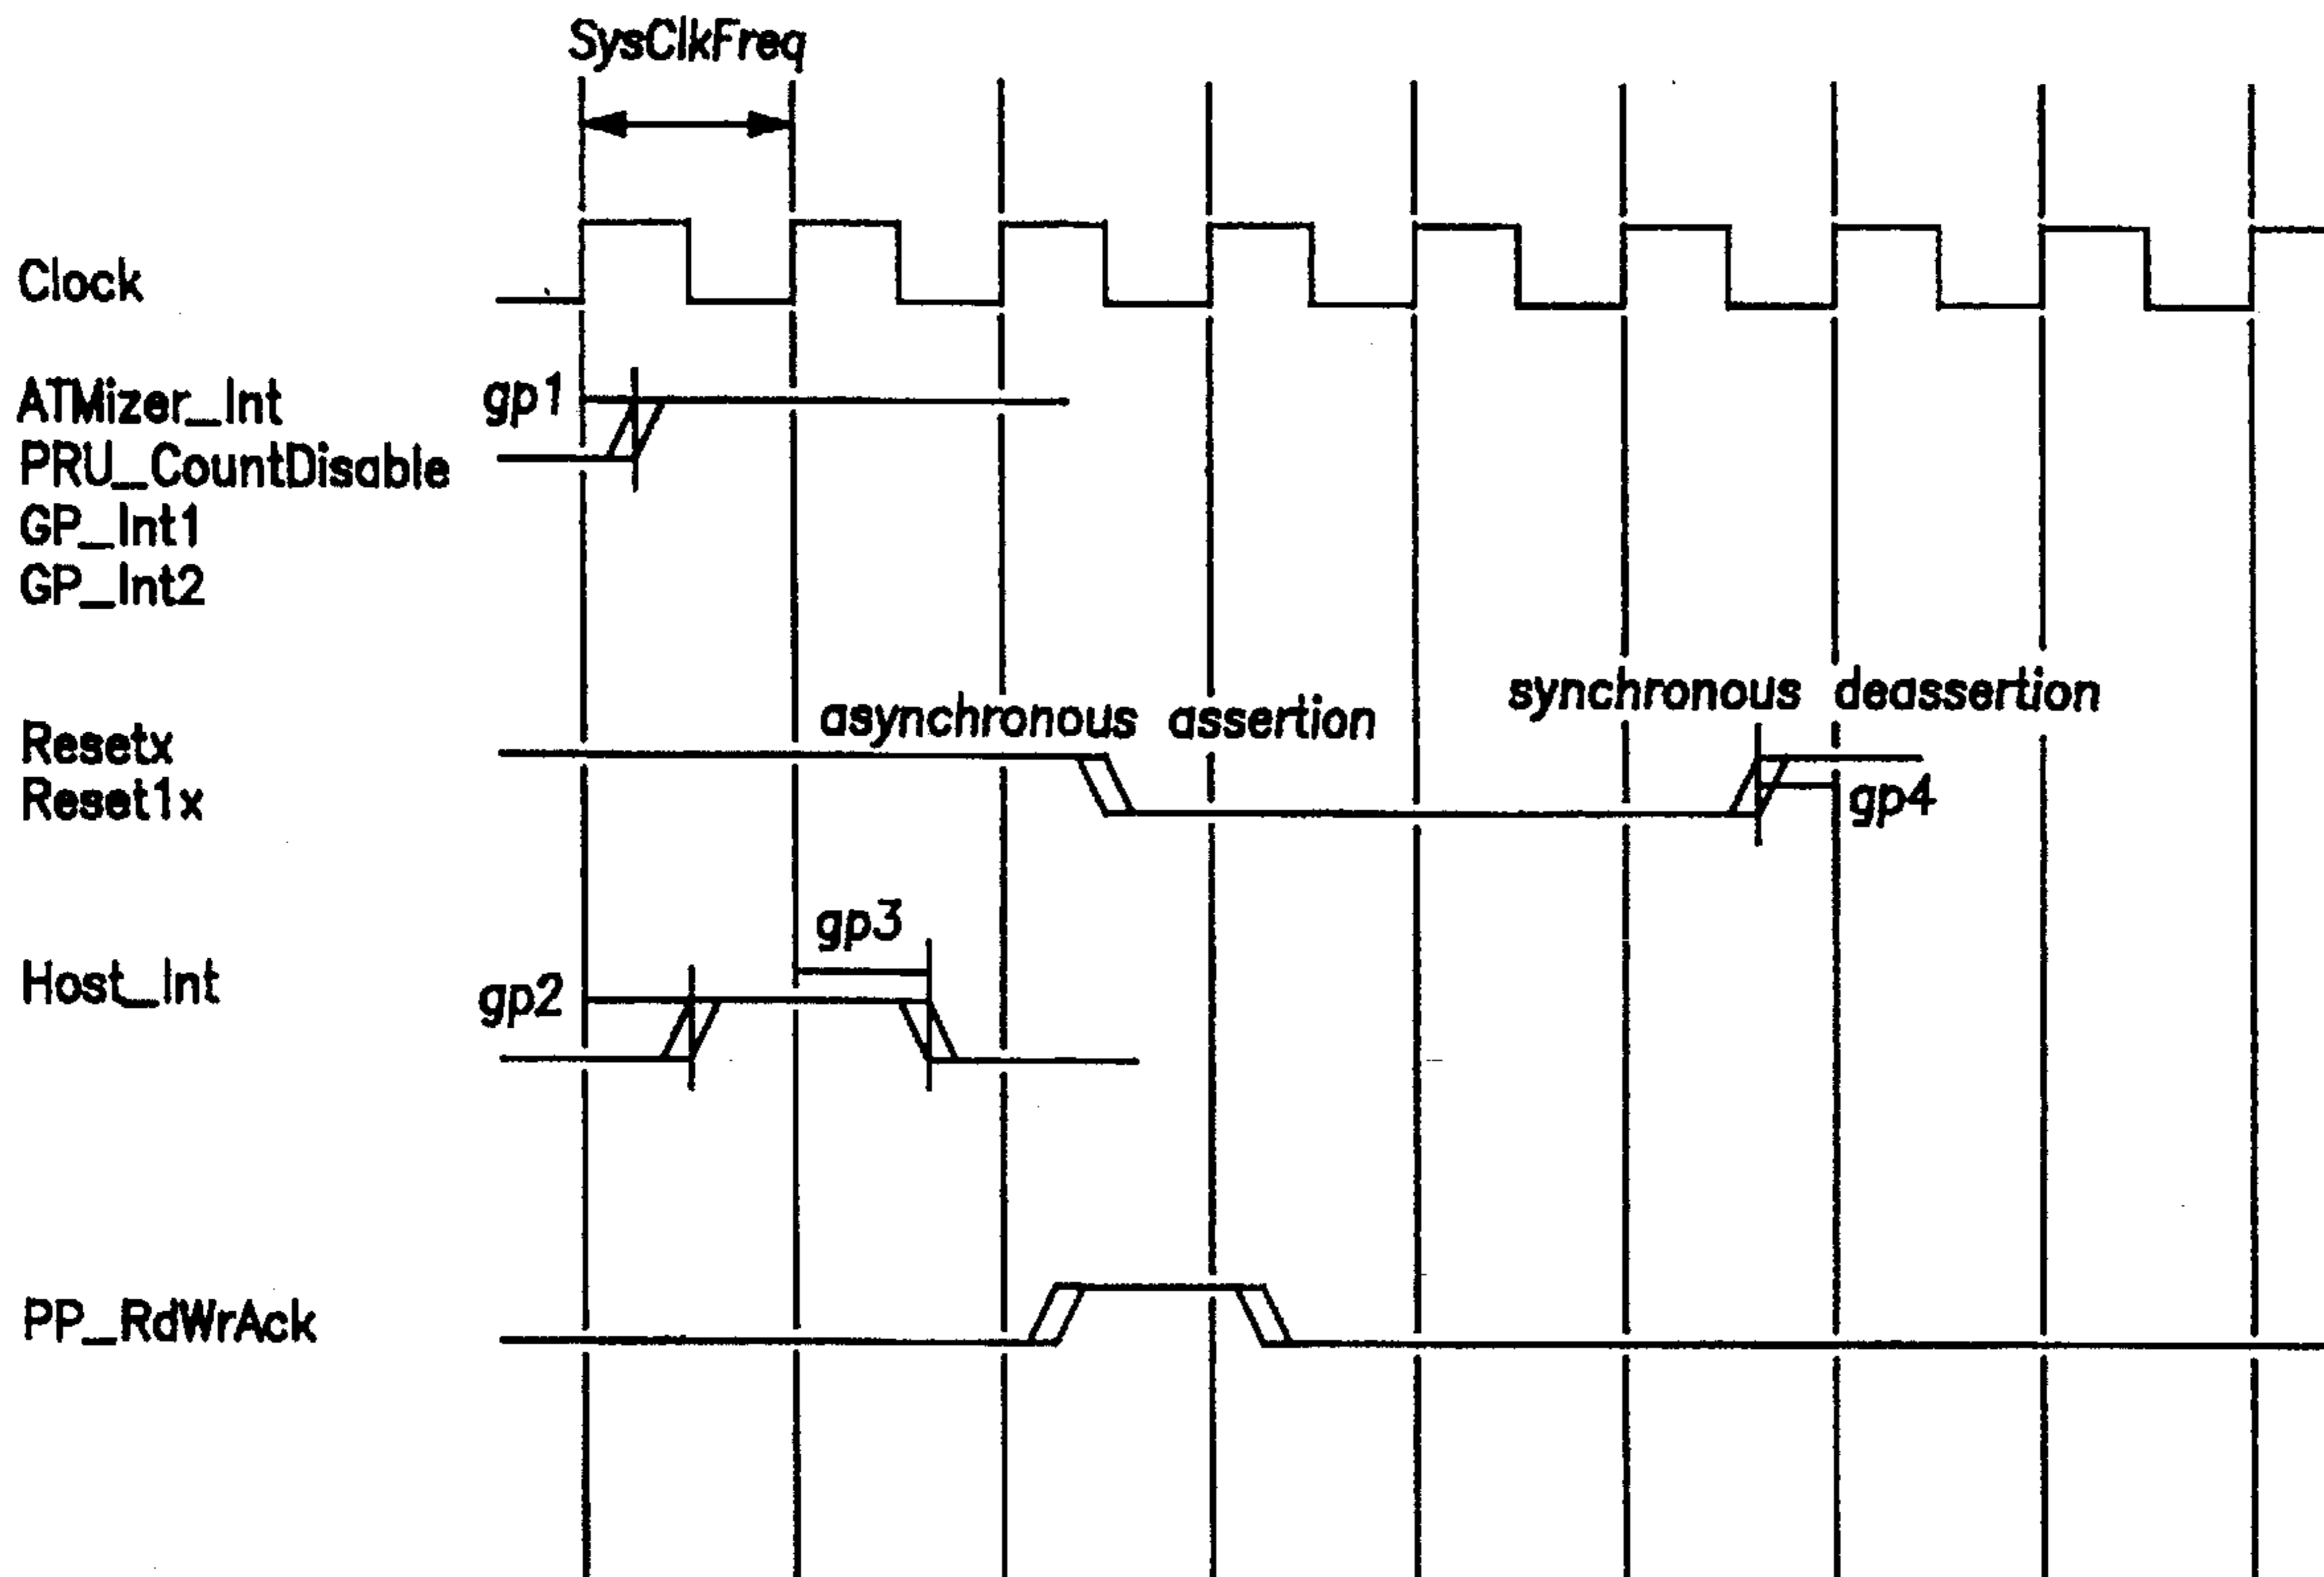 SysClkFreq
Clock
ATMizer_Int
gp1
PRU_CountDisable
GP_Int1
GP_Int2
asynchronous assertion
synchronous deassertion
Resetx
Reset1x
gp4
gp3
Host_Int
gp2
PP_RdWrAck